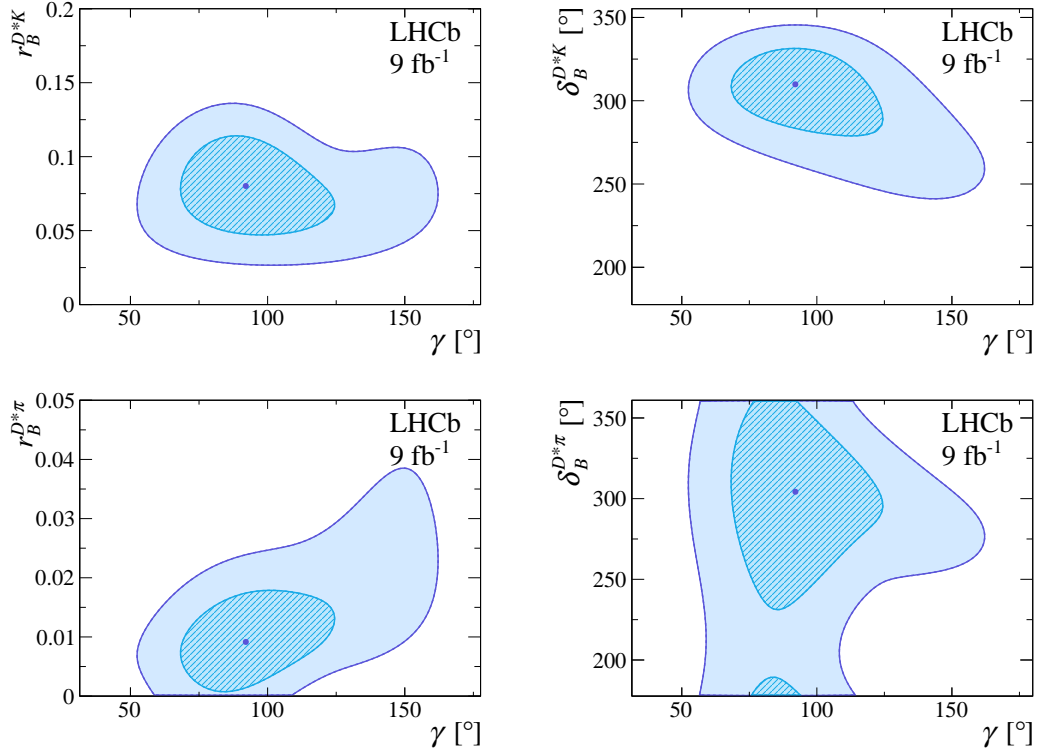 r_B^{D*K}
0.2
0.15
0.1
0.05
0
50 100 150
γ [°]
LHCb
9 fb⁻¹
δ_B^{D*K} [°]
350
300
250
200
50 100 150
γ [°]
LHCb
9 fb⁻¹
r_B^{D*π}
0.05
0.04
0.03
0.02
0.01
0
50 100 150
γ [°]
LHCb
9 fb⁻¹
δ_B^{D*π} [°]
350
300
250
200
50 100 150
γ [°]
LHCb
9 fb⁻¹